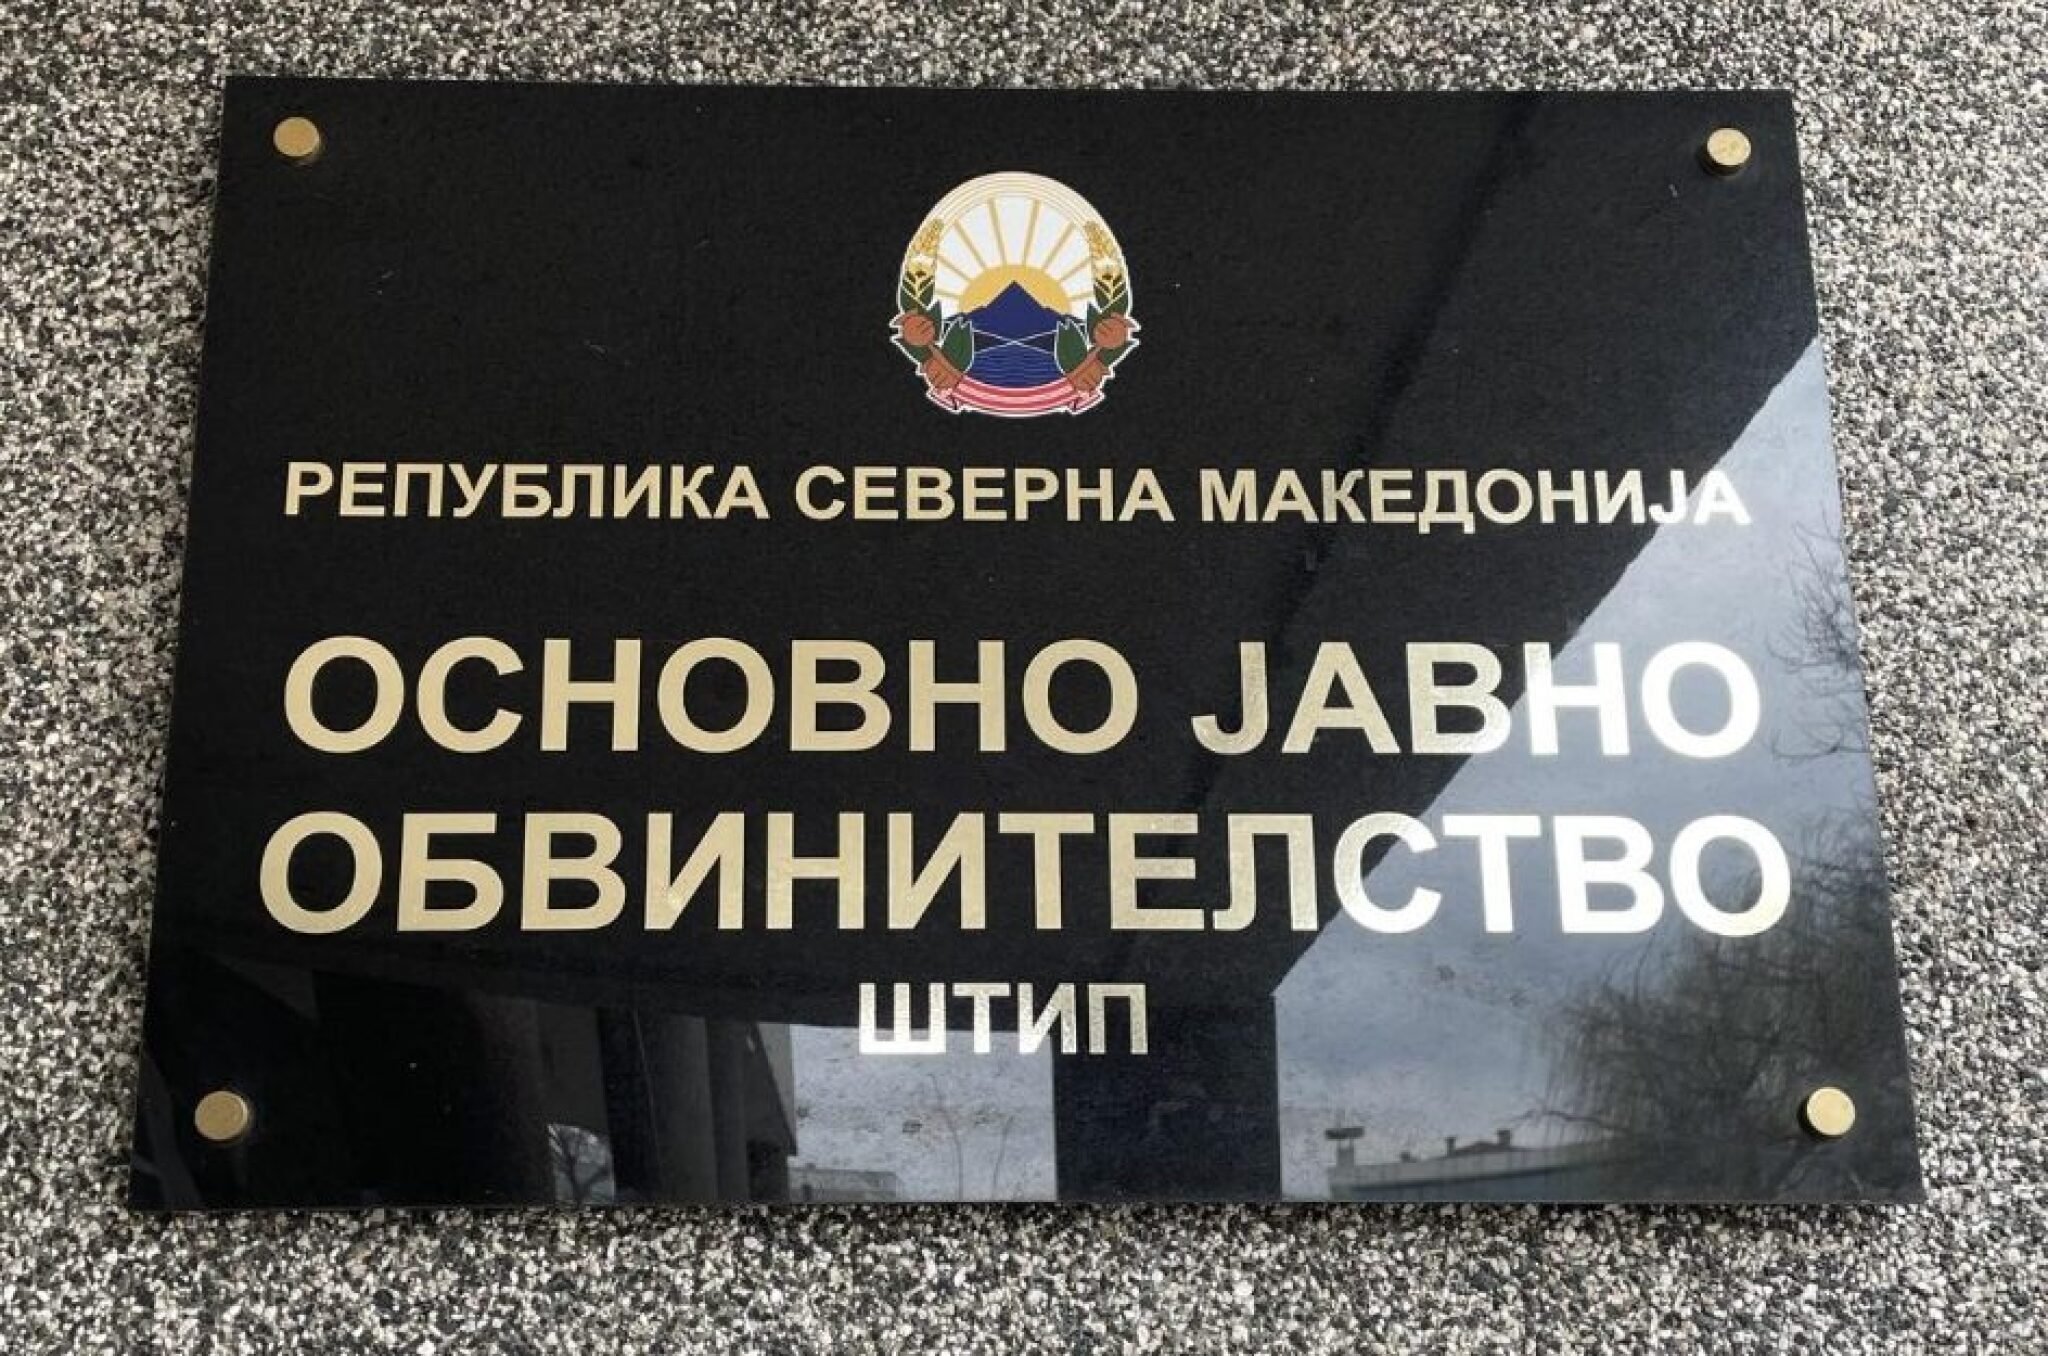 РЕПУБЛИКА СЕВЕРНА МАКЕДОНИЈА
ОСНОВНО ЈАВНО
ОБВИНИТЕЛСТВО
ШТИП